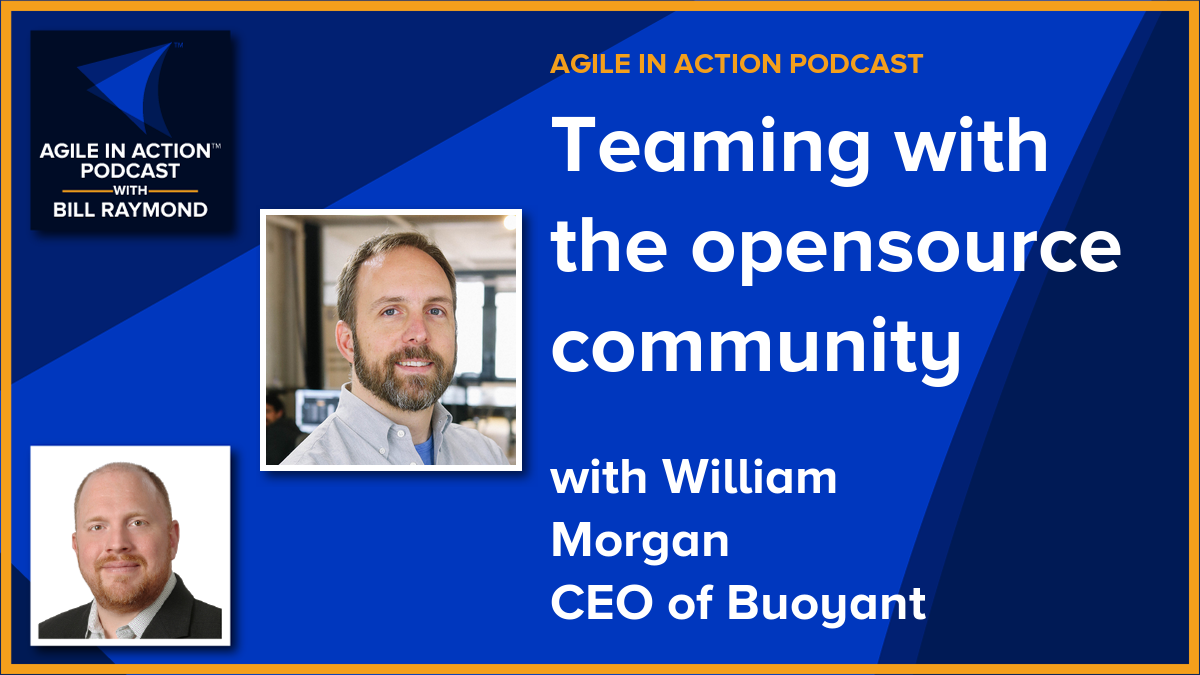 AGILE IN ACTION™
PODCAST
WITH
BILL RAYMOND
AGILE IN ACTION PODCAST
Teaming with
the opensource
community
with William
Morgan
CEO of Buoyant